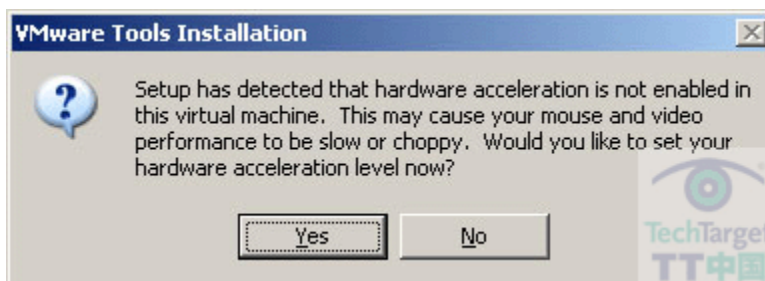 VMware Tools Installation
Setup has detected that hardware acceleration is not enabled in
this virtual machine.  This may cause your mouse and video
performance to be slow or choppy.  Would you like to set your
hardware acceleration level now?
Yes
No
TechTarget
TT中国